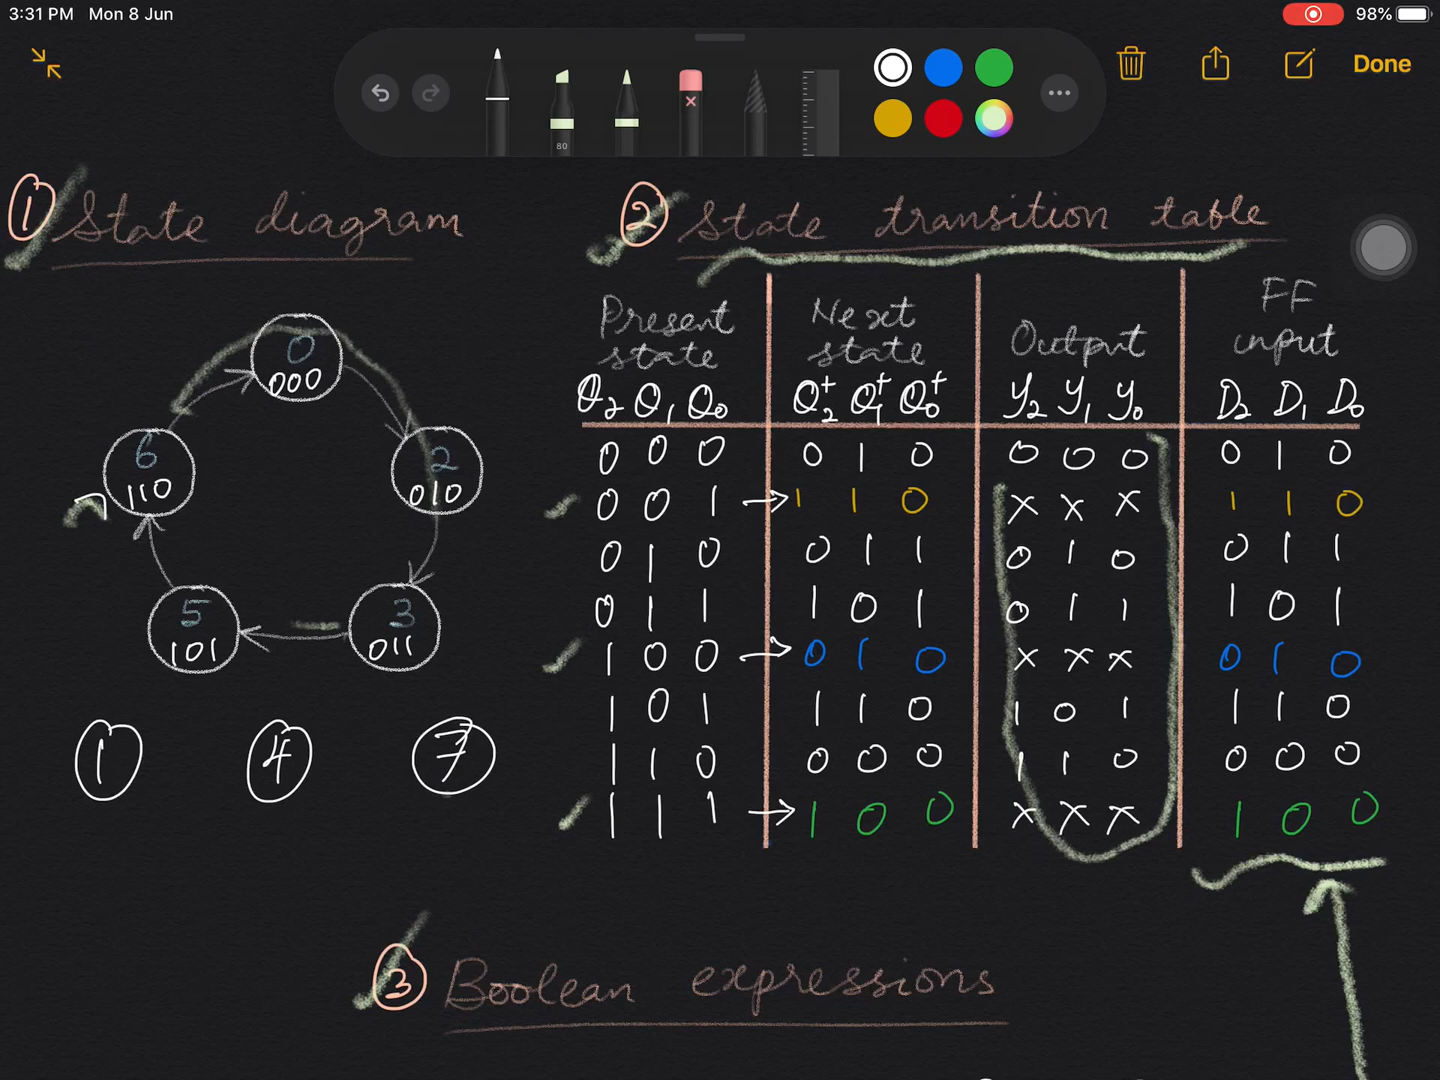 3:31 PM Mon 8 Jun
98%
Done
80
① State diagram
0
000
6
110
2
010
5
101
3
011
① ④ ⑦
② State transition table
Present state Next state Output FF input
Q₂ Q₁ Q₀ Q₂⁺ Q₁⁺ Q₀⁺ Y₂ Y₁ Y₀ D₂ D₁ D₀
0 0 0 0 1 0 0 0 0 0 1 0
0 0 1 → 1 1 0 X X X 1 1 0
0 1 0 0 1 1 0 1 0 0 1 1
0 1 1 1 0 1 0 1 1 1 0 1
1 0 0 → 0 1 0 X X X 0 1 0
1 0 1 1 1 0 1 0 1 1 1 0
1 1 0 0 0 0 1 1 0 0 0 0
1 1 1 → 1 0 0 X X X 1 0 0
③ Boolean expressions